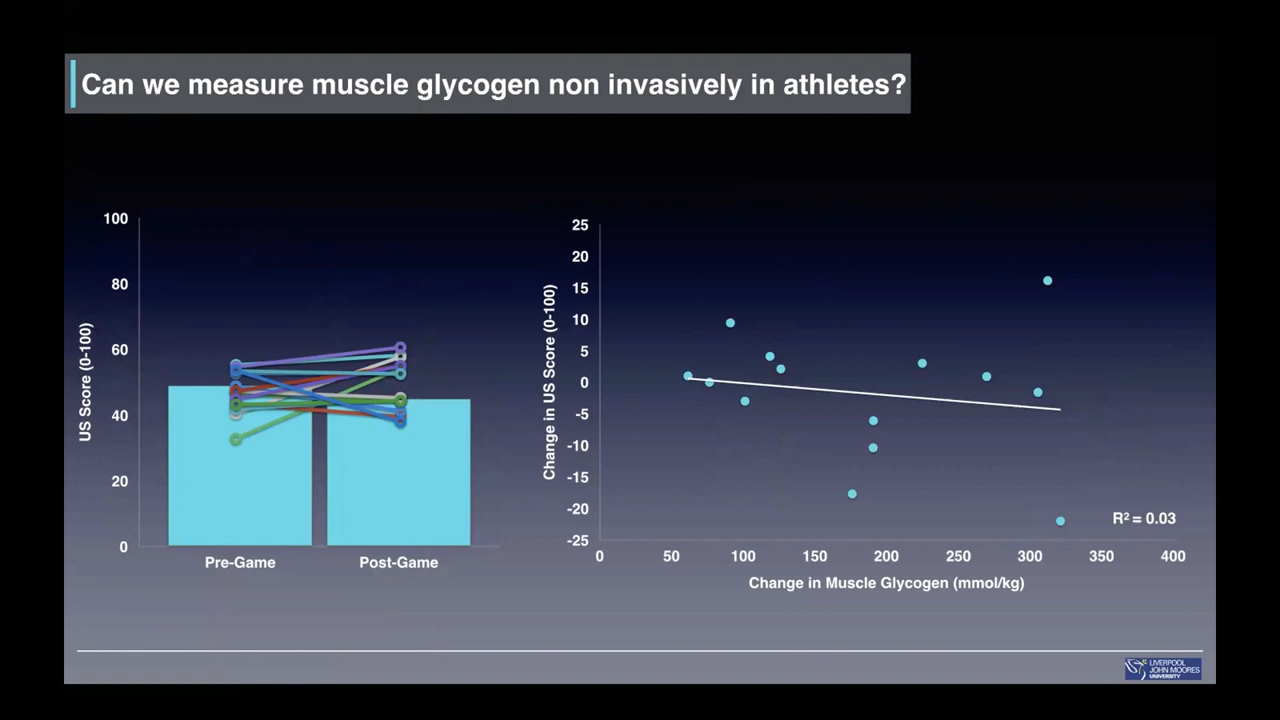 Can we measure muscle glycogen non invasively in athletes?
US Score (0-100)
100
80
60
40
20
0
Pre-Game
Post-Game
Change in US Score (0-100)
25
20
15
10
5
0
-5
-10
-15
-20
-25
R² = 0.03
0
50
100
150
200
250
300
350
400
Change in Muscle Glycogen (mmol/kg)
LIVERPOOL
JOHN MOORES
UNIVERSITY